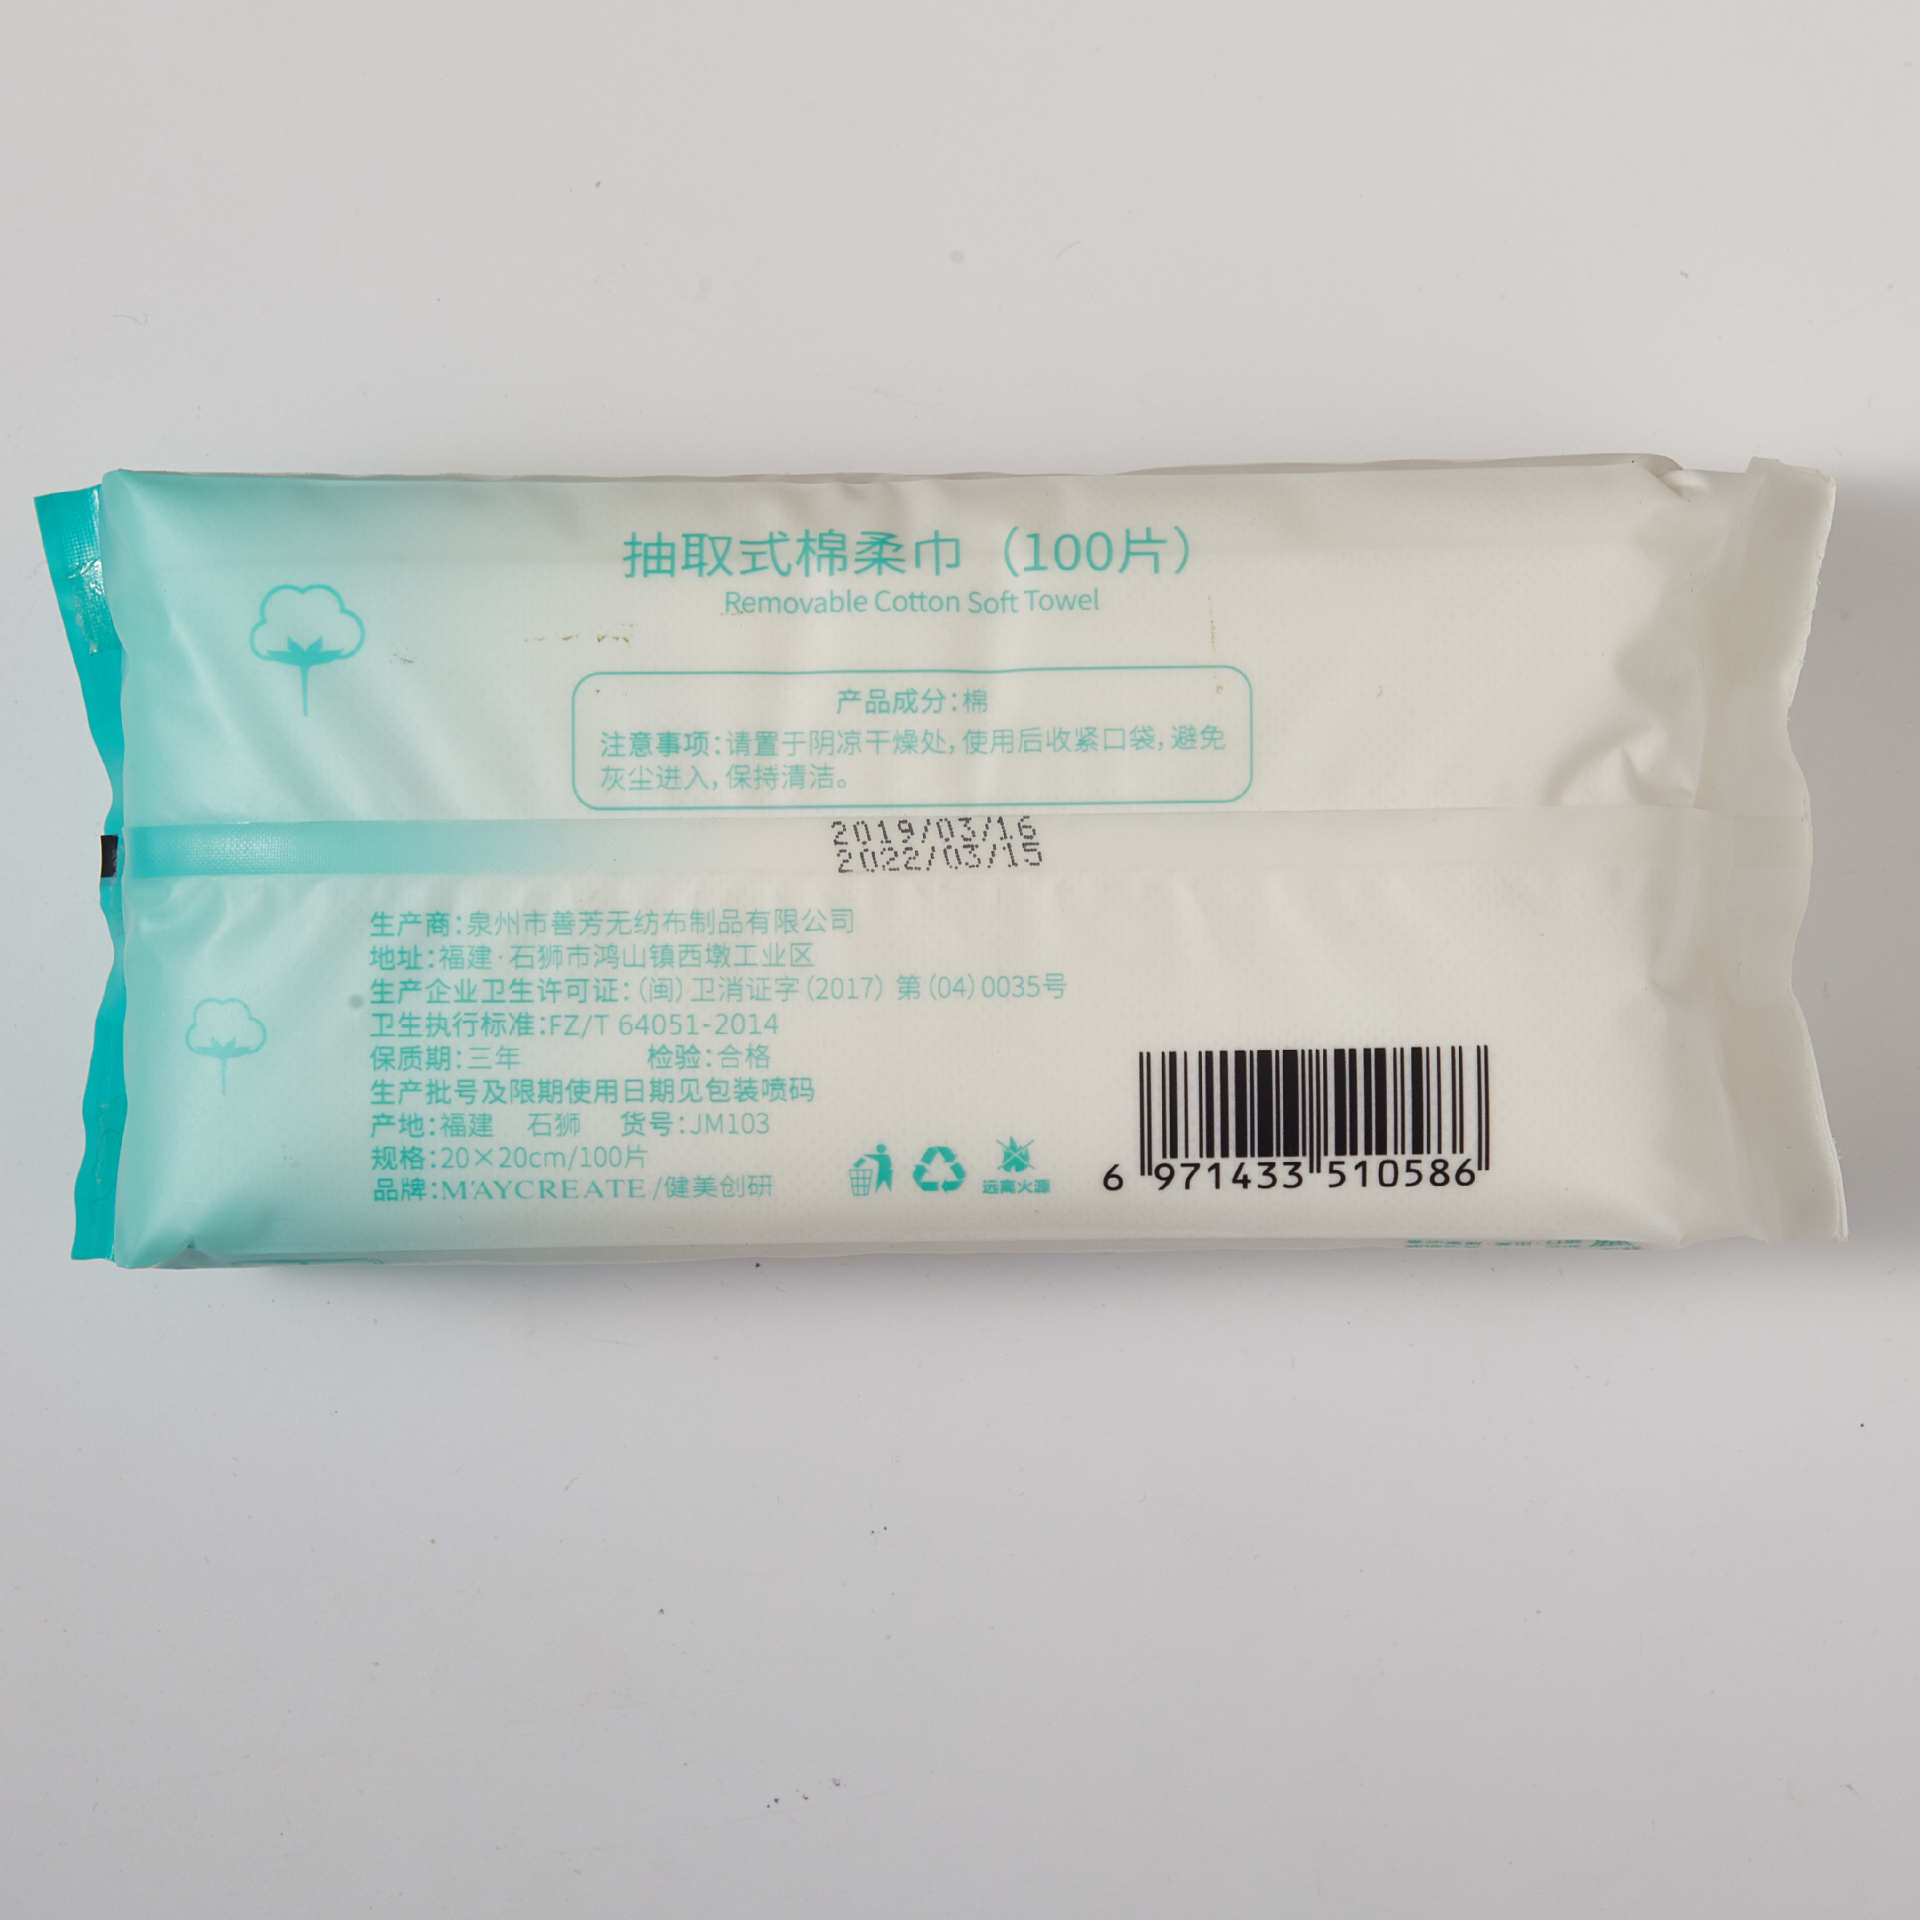 抽取式棉柔巾（100片）
Removable Cotton Soft Towel
产品成分：棉
注意事项：请置于阴凉干燥处，使用后收紧口袋，避免
灰尘进入，保持清洁。
2019/03/16
2022/03/15
生产商：泉州市善芳无纺布制品有限公司
地址：福建·石狮市鸿山镇西墩工业区
生产企业卫生许可证：（闽）卫消证字（2017）第（04）0035号
卫生执行标准：FZ/T 64051-2014
保质期：三年 检验：合格
生产批号及限期使用日期见包装喷码
产地：福建 石狮 货号：JM103
规格：20×20cm/100片
品牌：M'AYCREATE/健美创研
远离火源
6 971433 510586